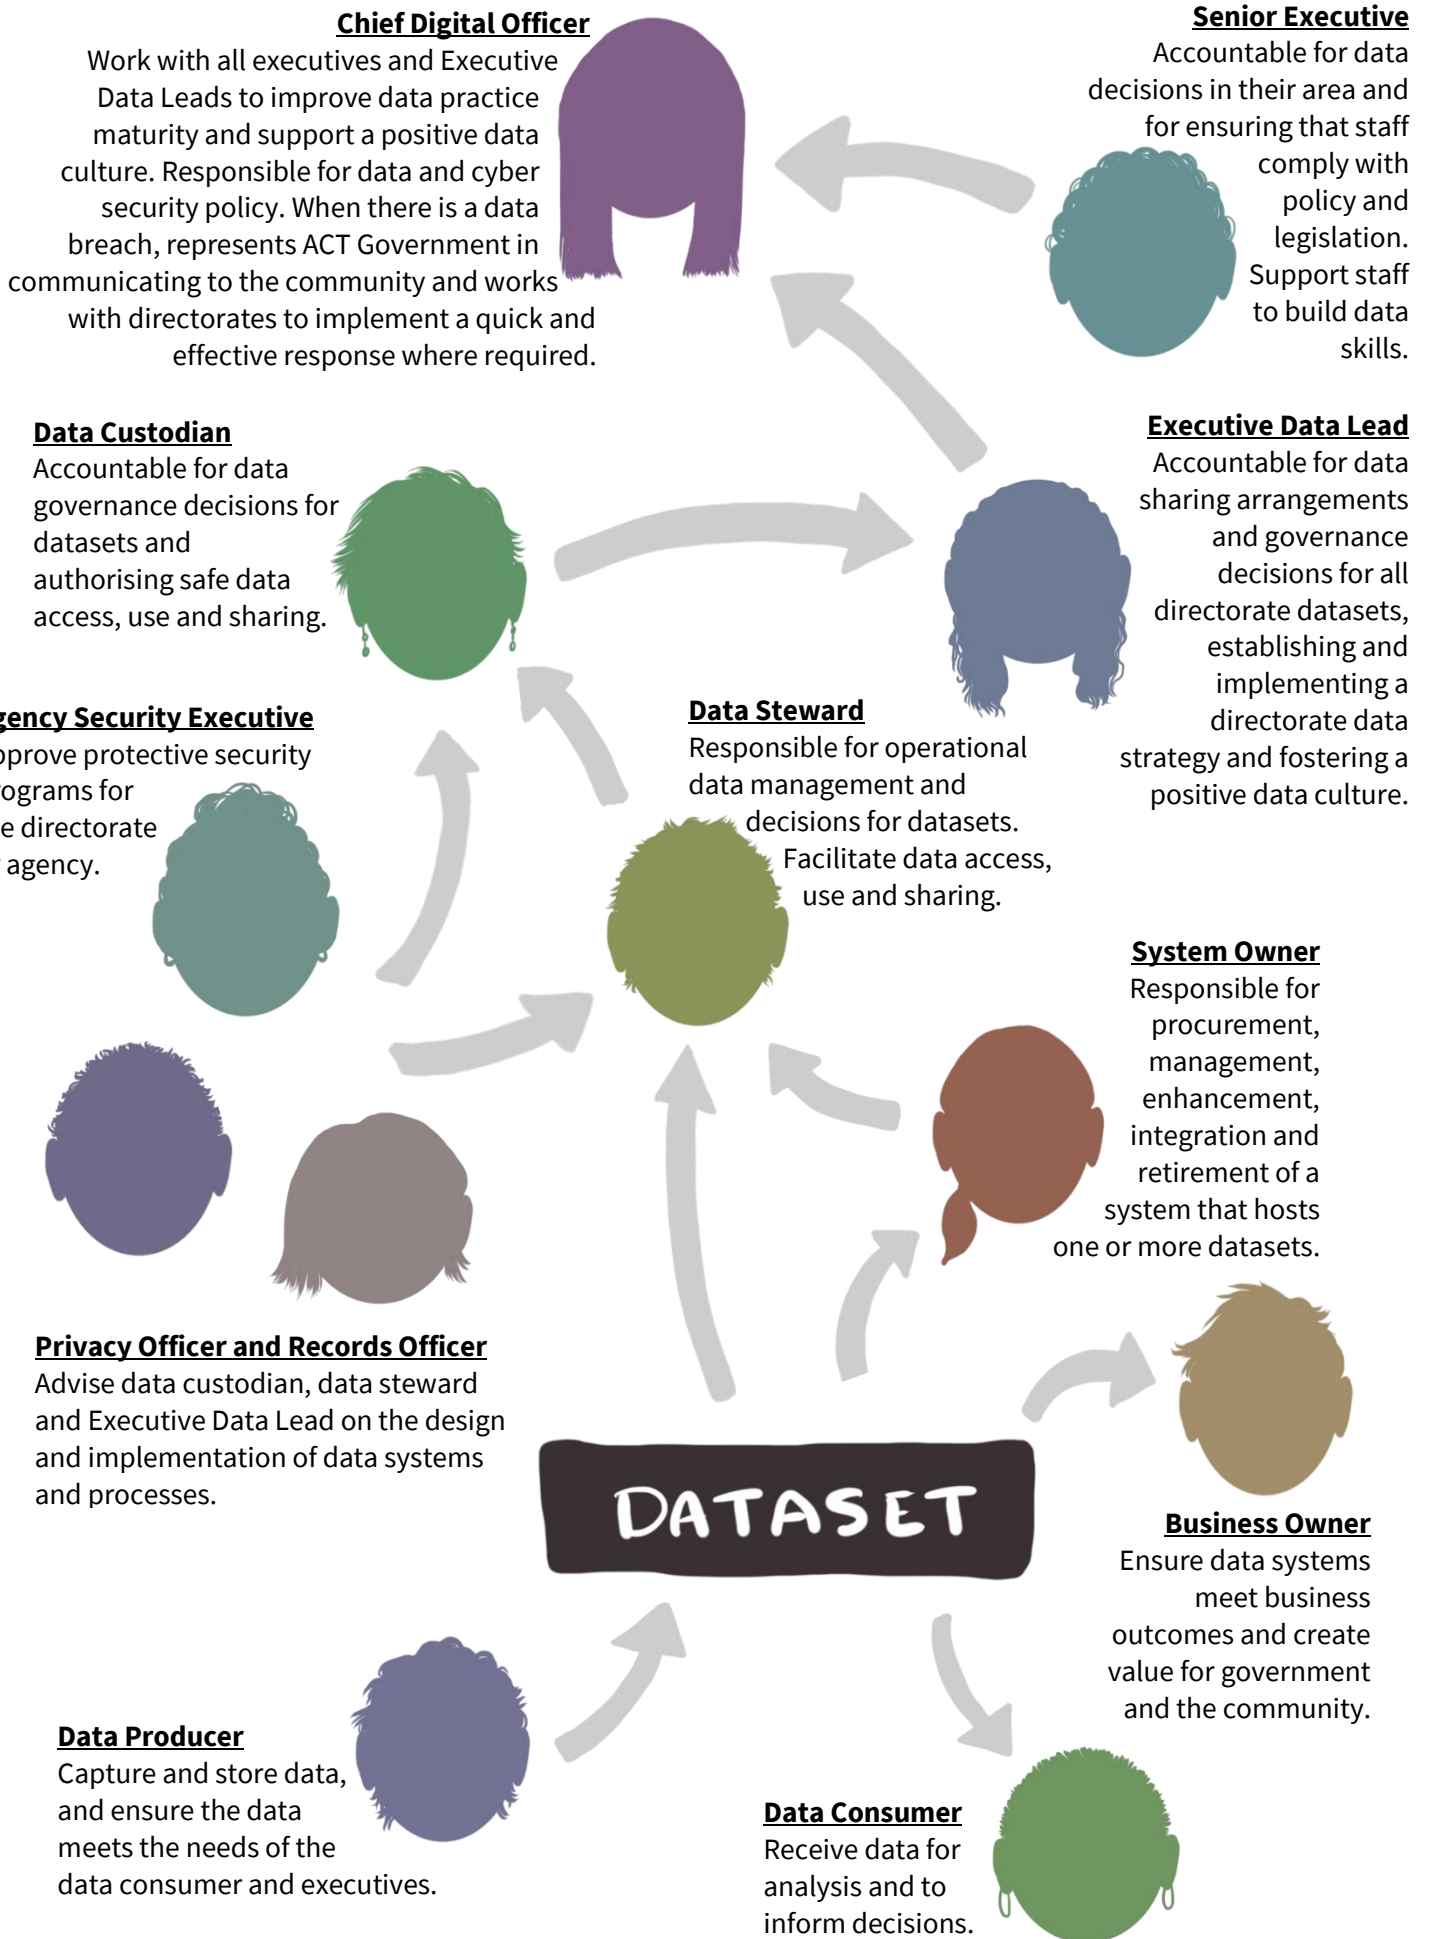 Chief Digital Officer
Work with all executives and Executive
Data Leads to improve data practice
maturity and support a positive data
culture. Responsible for data and cyber
security policy. When there is a data
breach, represents ACT Government in
communicating to the community and works
with directorates to implement a quick and
effective response where required.
Senior Executive
Accountable for data
decisions in their area and
for ensuring that staff
comply with
policy and
legislation.
Support staff
to build data
skills.
Data Custodian
Accountable for data
governance decisions for
datasets and
authorising safe data
access, use and sharing.
Executive Data Lead
Accountable for data
sharing arrangements
and governance
decisions for all
directorate datasets,
establishing and
implementing a
directorate data
strategy and fostering a
positive data culture.
Security Executive
protective security
for
directorate
agency.
Data Steward
Responsible for operational
data management and
decisions for datasets.
Facilitate data access,
use and sharing.
System Owner
Responsible for
procurement,
management,
enhancement,
integration and
retirement of a
system that hosts
one or more datasets.
Privacy Officer and Records Officer
Advise data custodian, data steward
and Executive Data Lead on the design
and implementation of data systems
and processes.
DATASET
Business Owner
Ensure data systems
meet business
outcomes and create
value for government
and the community.
Data Producer
Capture and store data,
and ensure the data
meets the needs of the
data consumer and executives.
Data Consumer
Receive data for
analysis and to
inform decisions.